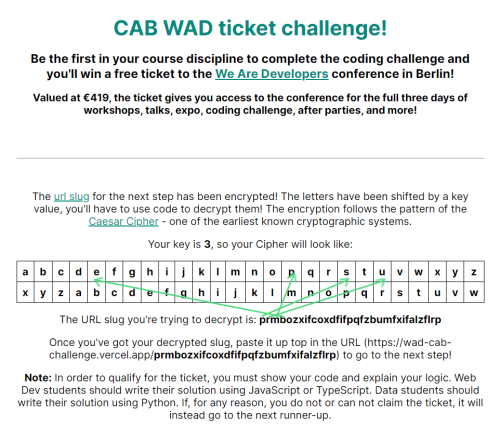 CAB WAD ticket challenge!
Be the first in your course discipline to complete the coding challenge and
you'll win a free ticket to the We Are Developers conference in Berlin!
Valued at €419, the ticket gives you access to the conference for the full three days of
workshops, talks, expo, coding challenge, after parties, and more!
The url slug for the next step has been encrypted! The letters have been shifted by a key
value, you'll have to use code to decrypt them! The encryption follows the pattern of the
Caesar Cipher - one of the earliest known cryptographic systems.
Your key is 3, so your Cipher will look like:
a b c d e f g h i j k l m n o p q r s t u v w x y z
x y z a b c d e f g h i j k l m n o p q r s t u v w
The URL slug you're trying to decrypt is: prmbozxifcoxdfifpqfzbumfxifalzflrp
Once you've got your decrypted slug, paste it up top in the URL (https://wad-cab-
challenge.vercel.app/prmbozxifcoxdfifpqfzbumfxifalzflrp) to go to the next step!
Note: In order to qualify for the ticket, you must show your code and explain your logic. Web
Dev students should write their solution using JavaScript or TypeScript. Data students should
write their solution using Python. If, for any reason, you do not or can not claim the ticket, it will
instead go to the next runner-up.